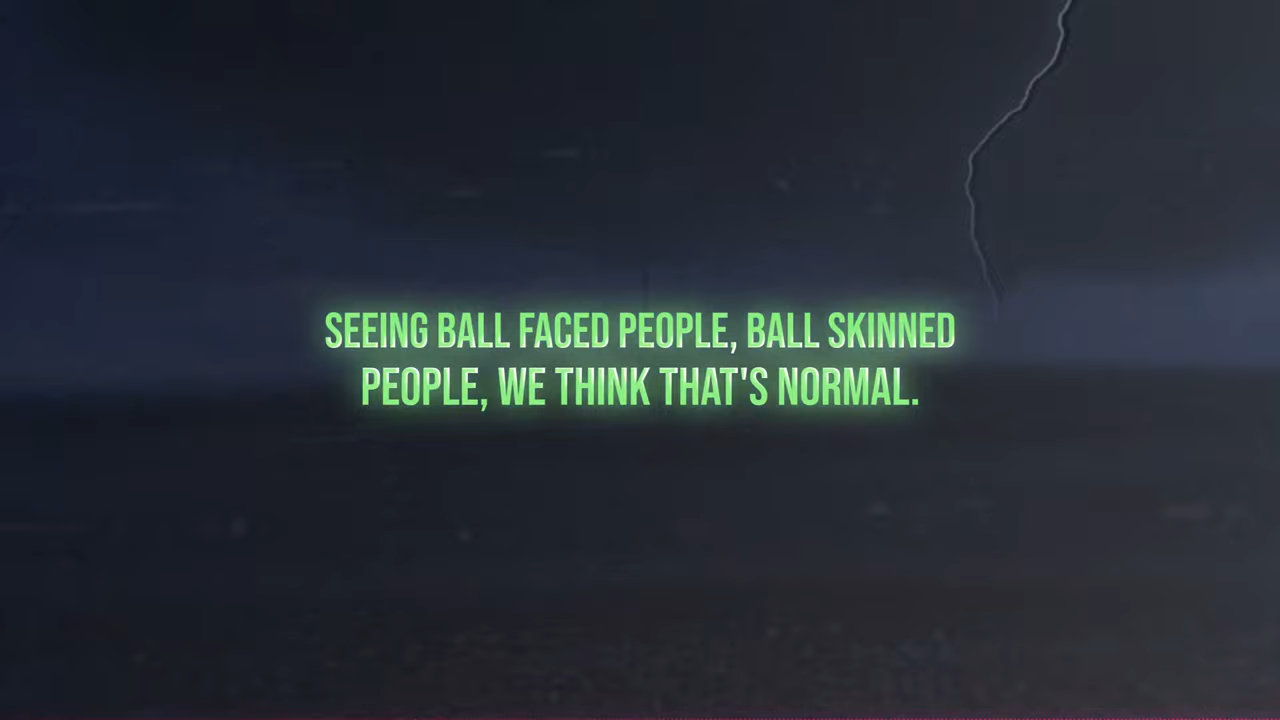 SEEING BALL FACED PEOPLE, BALL SKINNED
PEOPLE, WE THINK THAT'S NORMAL.